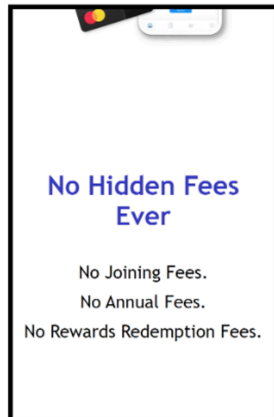 No Hidden Fees
Ever
No Joining Fees.
No Annual Fees.
No Rewards Redemption Fees.